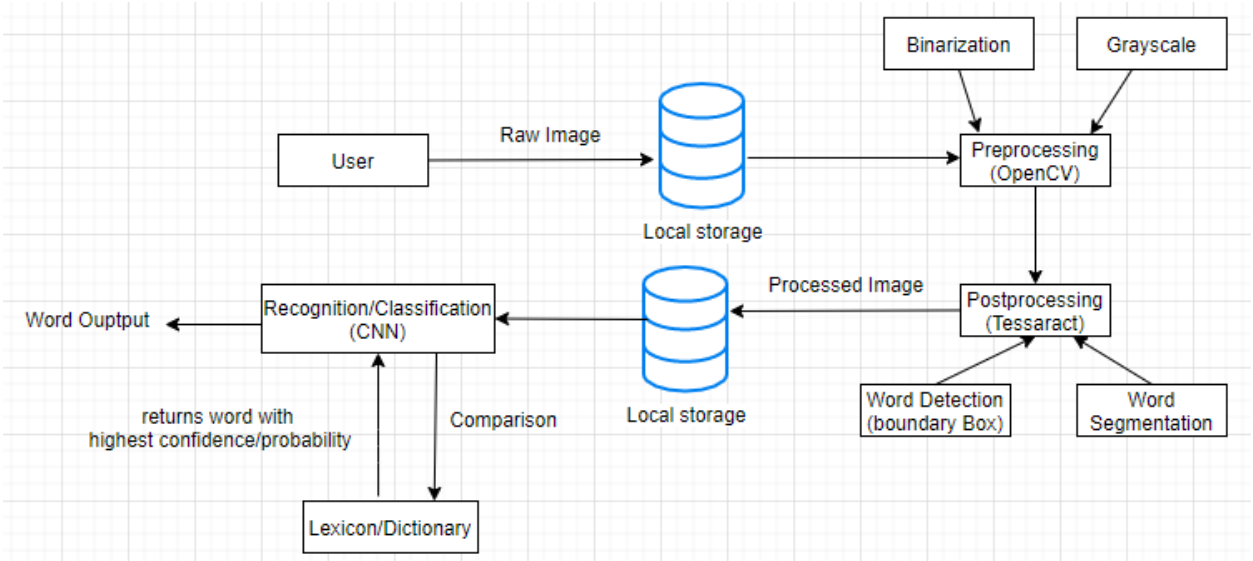 Binarization
Grayscale
Raw Image
User
Preprocessing
(OpenCV)
Local storage
Processed Image
Postprocessing
(Tessaract)
Recognition/Classification
(CNN)
Word Ouptput
Local storage
Word Detection
(boundary Box)
Word
Segmentation
returns word with
highest confidence/probability
Comparison
Lexicon/Dictionary